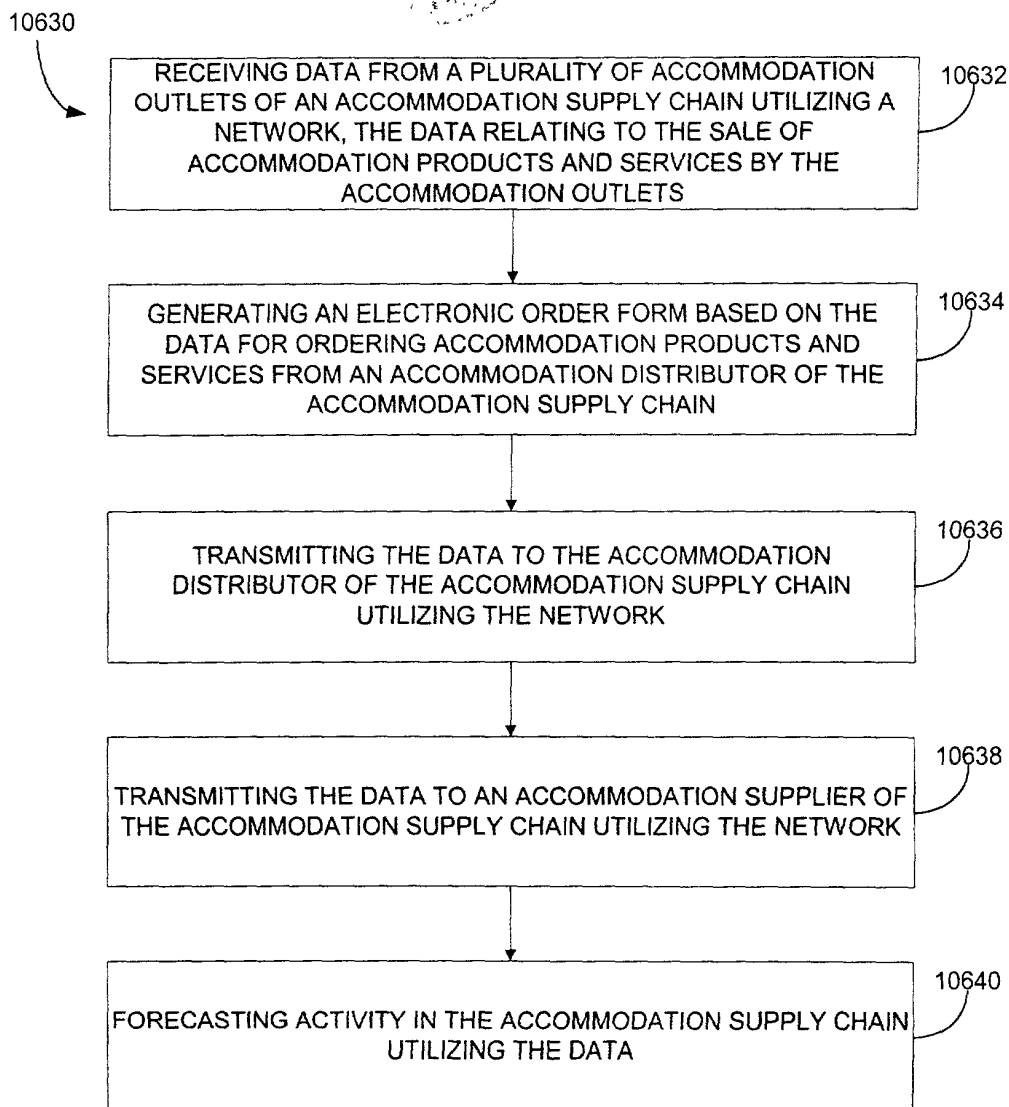 10630
RECEIVING DATA FROM A PLURALITY OF ACCOMMODATION
OUTLETS OF AN ACCOMMODATION SUPPLY CHAIN UTILIZING A
NETWORK, THE DATA RELATING TO THE SALE OF
ACCOMMODATION PRODUCTS AND SERVICES BY THE
ACCOMMODATION OUTLETS
10632
GENERATING AN ELECTRONIC ORDER FORM BASED ON THE
DATA FOR ORDERING ACCOMMODATION PRODUCTS AND
SERVICES FROM AN ACCOMMODATION DISTRIBUTOR OF THE
ACCOMMODATION SUPPLY CHAIN
10634
TRANSMITTING THE DATA TO THE ACCOMMODATION
DISTRIBUTOR OF THE ACCOMMODATION SUPPLY CHAIN
UTILIZING THE NETWORK
10636
TRANSMITTING THE DATA TO AN ACCOMMODATION SUPPLIER OF
THE ACCOMMODATION SUPPLY CHAIN UTILIZING THE NETWORK
10638
FORECASTING ACTIVITY IN THE ACCOMMODATION SUPPLY CHAIN
UTILIZING THE DATA
10640